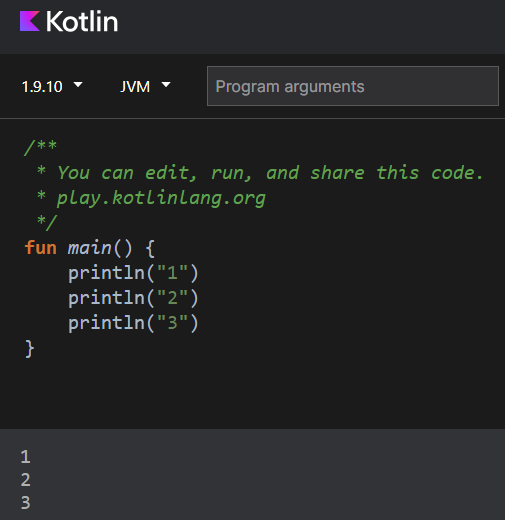 Kotlin
1.9.10 JVM Program arguments
/**
 * You can edit, run, and share this code.
 * play.kotlinlang.org
 */
fun main() {
    println("1")
    println("2")
    println("3")
}
1
2
3